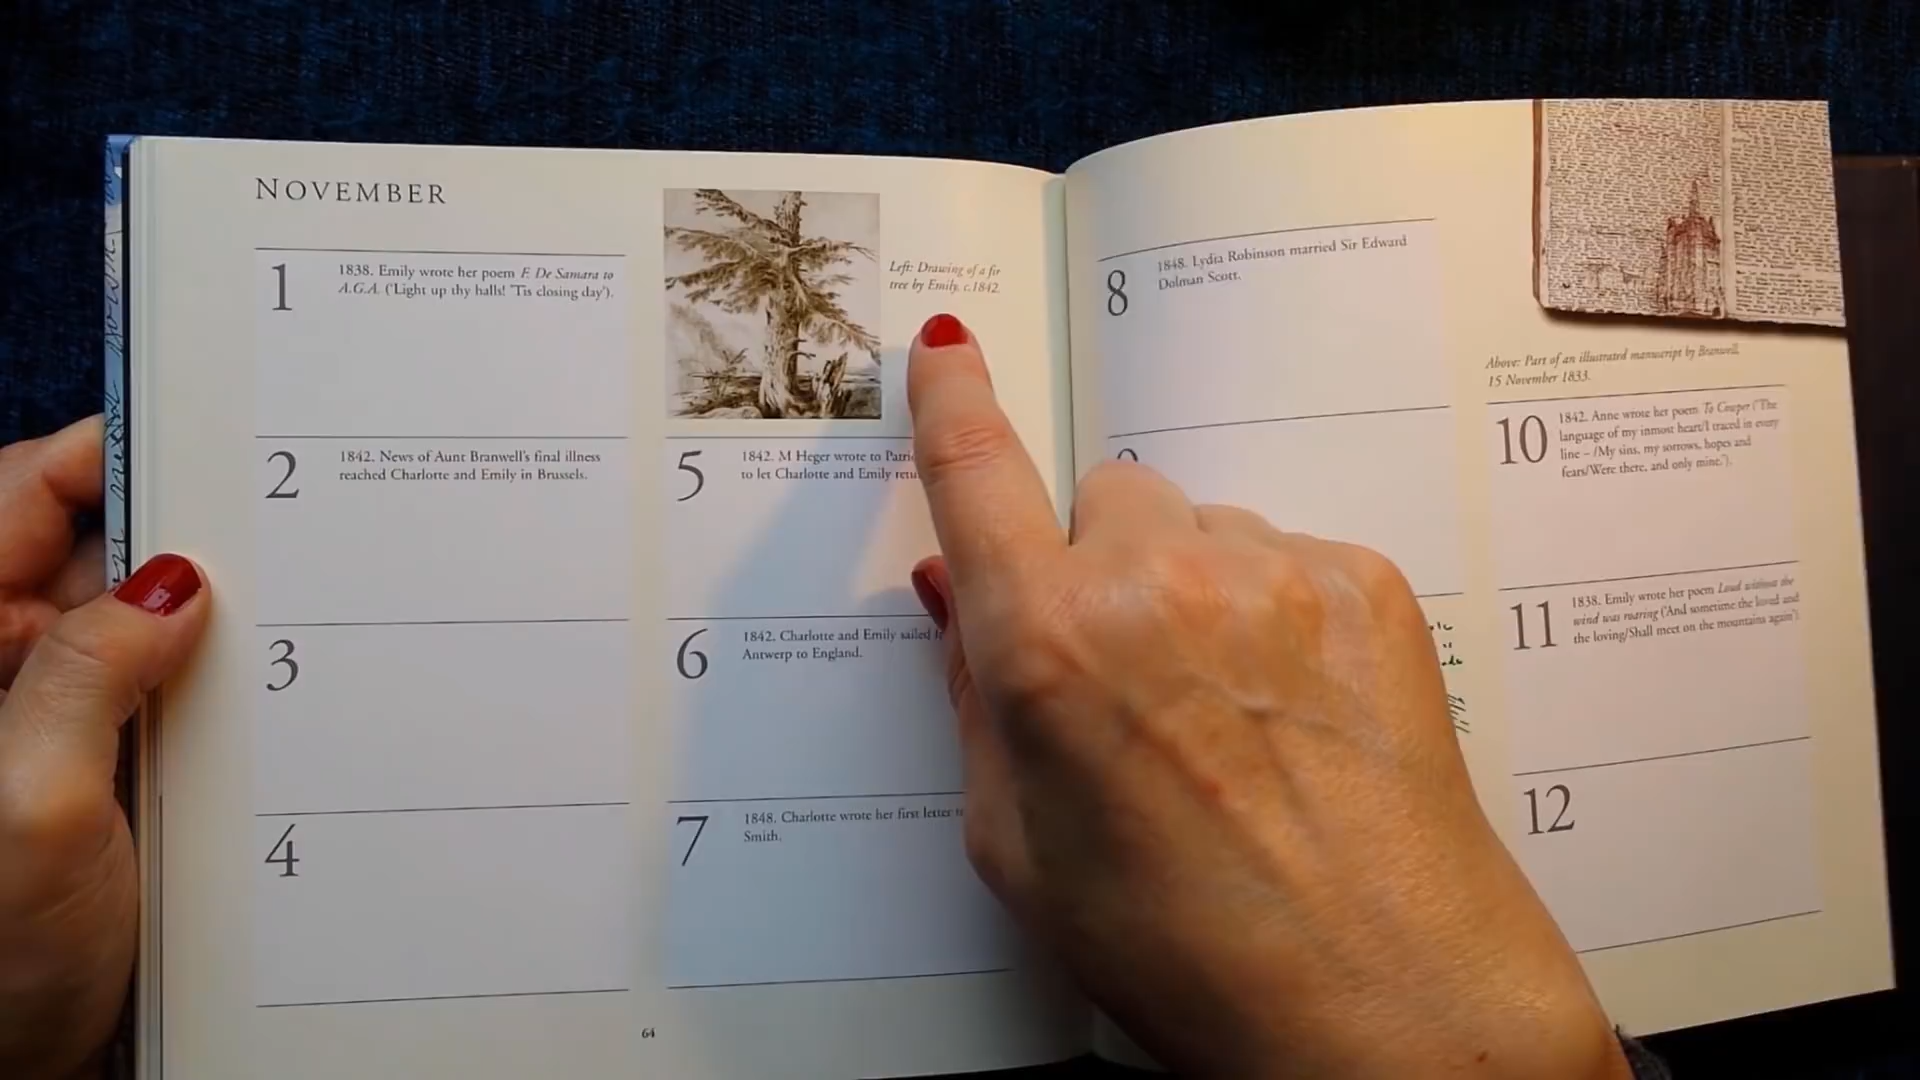 NOVEMBER
1
1838. Emily wrote her poem F. De Samara to
A.G.A. ('Light up thy halls! 'Tis closing day').
2
1842. News of Aunt Branwell's final illness
reached Charlotte and Emily in Brussels.
3
4
Left: Drawing of a fir
tree by Emily, c.1842.
5
1842. M Heger wrote to
to let Charlotte and Emily
6
1842. Charlotte and Emily sailed
Antwerp to England.
7
1848. Charlotte wrote her first letter
Smith.
64
8
1848. Lydia Robinson married Sir Edward
Dolman Scott.
Above: Part of an illustrated manuscript by Branwell,
15 November 1833.
10
1842. Anne wrote her poem To Cowper ('The
language of my inmost heart/I traced in every
line – /My sins, my sorrows, hopes and
fears/Were there, and only mine.').
11
1838. Emily wrote her poem Loud without the
wind was roaring ('And sometime the loved and
the loving/Shall meet on the mountains again').
12